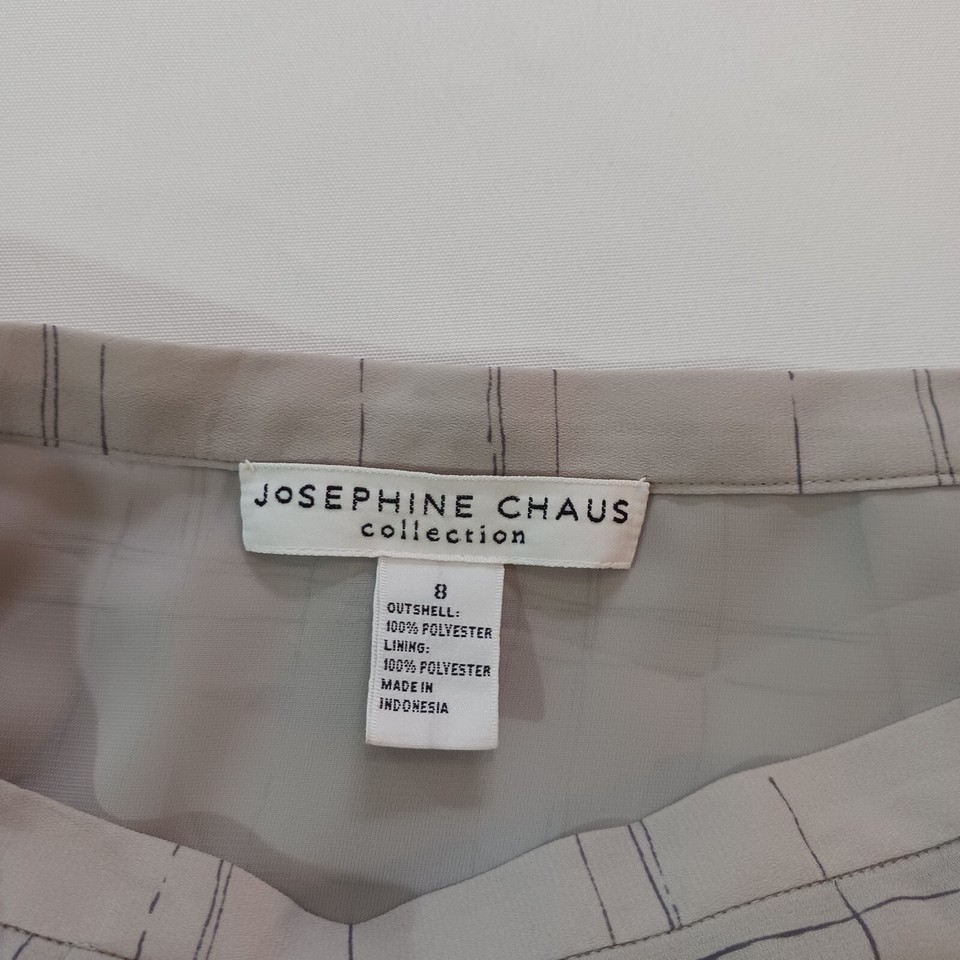 JoSEPHINE CHAUS
collection
8
OUTSHELL:
100% POLYESTER
LINING:
100% POLYESTER
MADE IN
INDONESIA